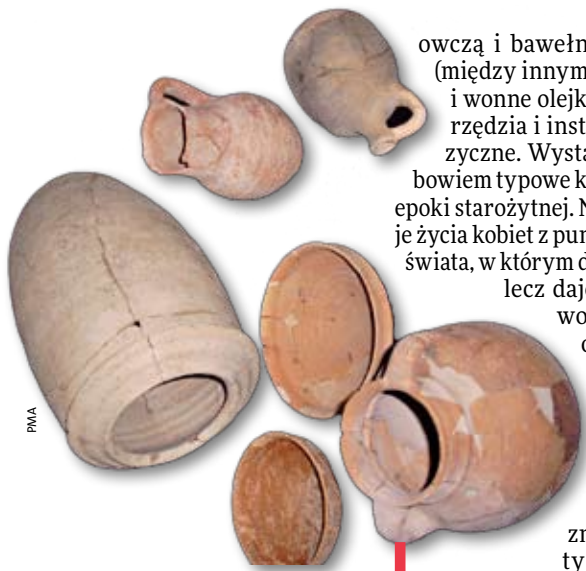 owczą i bawełn
(między innym
i wonne olejk
rzędzia i inst
zyczne. Wysta
bowiem typowe k
epoki starożytnej. N
je życia kobiet z pun
świata, w którym d
lecz daj
wo
zn
ty
PMA